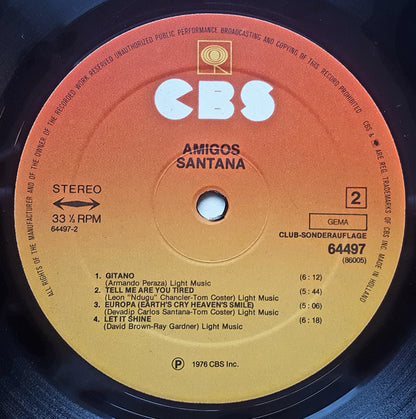 ALL RIGHTS OF THE MANUFACTURER AND OF THE OWNER OF THE RECORDED WORK RESERVED UNAUTHORIZED PUBLIC PERFORMANCE BROADCASTING AND COPYING OF THIS RECORD PROHIBITED CBS & ARE REG. TRADEMARKS OF CBS INC. MADE IN HOLLAND
CBS
AMIGOS
SANTANA
STEREO
33 ⅓ RPM
64497-2
2
GEMA
CLUB-SONDERAUFLAGE
64497
(86005)
1. GITANO (6 : 12)
(Armando Peraza) Light Music
2. TELL ME ARE YOU TIRED (5 : 44)
(Leon "Ndugu" Chancler-Tom Coster) Light Music
3. EUROPA (EARTH'S CRY HEAVEN'S SMILE) (5 : 06)
(Devadip Carlos Santana-Tom Coster) Light Music
4. LET IT SHINE (6 : 18)
(David Brown-Ray Gardner) Light Music
Ⓟ 1976 CBS Inc.